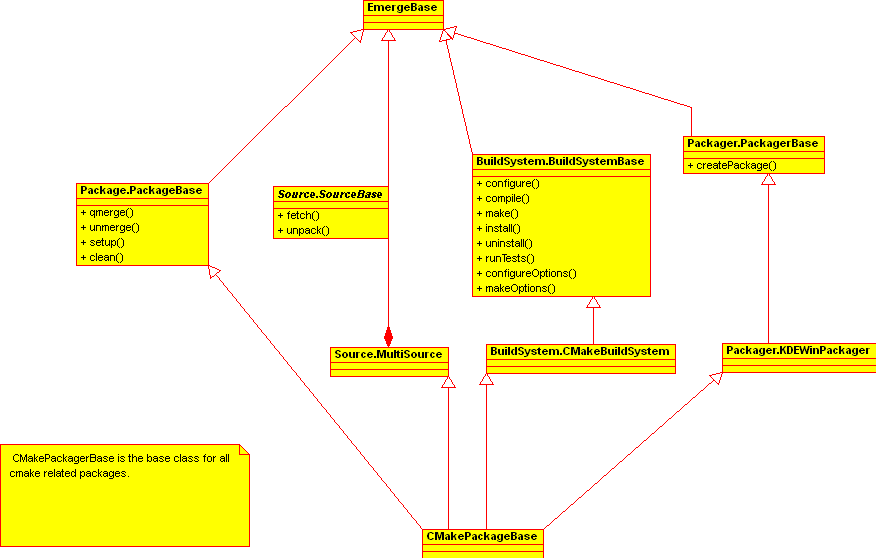 EmergeBase
Packager.PackagerBase
+ createPackage()
BuildSystem.BuildSystemBase
+ configure()
+ compile()
+ make()
+ install()
+ uninstall()
+ runTests()
+ configureOptions()
+ makeOptions()
Package.PackageBase
+ qmerge()
+ unmerge()
+ setup()
+ clean()
Source.SourceBase
+ fetch()
+ unpack()
Source.MultiSource
BuildSystem.CMakeBuildSystem
Packager.KDEWinPackager
CMakePackagerBase is the base class for all
cmake related packages.
CMakePackageBase